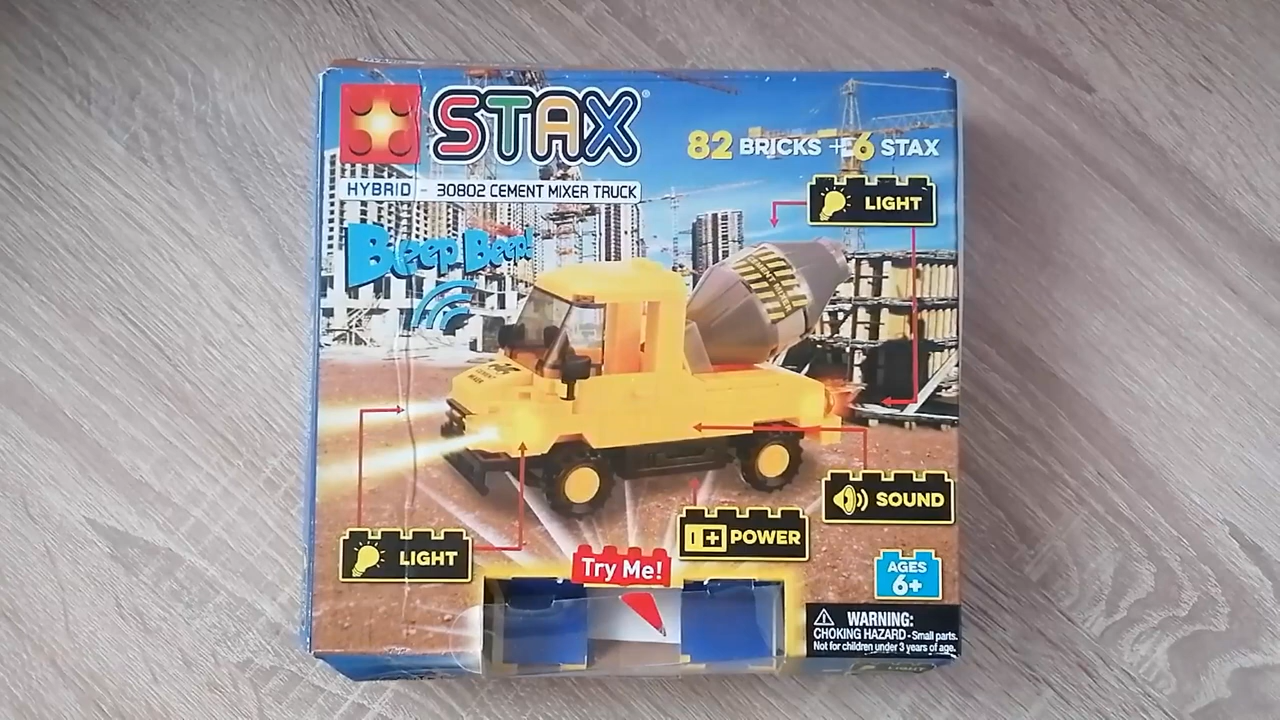 STAX®
82 BRICKS + 6 STAX
HYBRID - 30802 CEMENT MIXER TRUCK
LIGHT
Beep Beep!
SOUND
POWER
LIGHT
Try Me!
AGES
6+
WARNING:
CHOKING HAZARD - Small parts.
Not for children under 3 years of age.
LIGHT